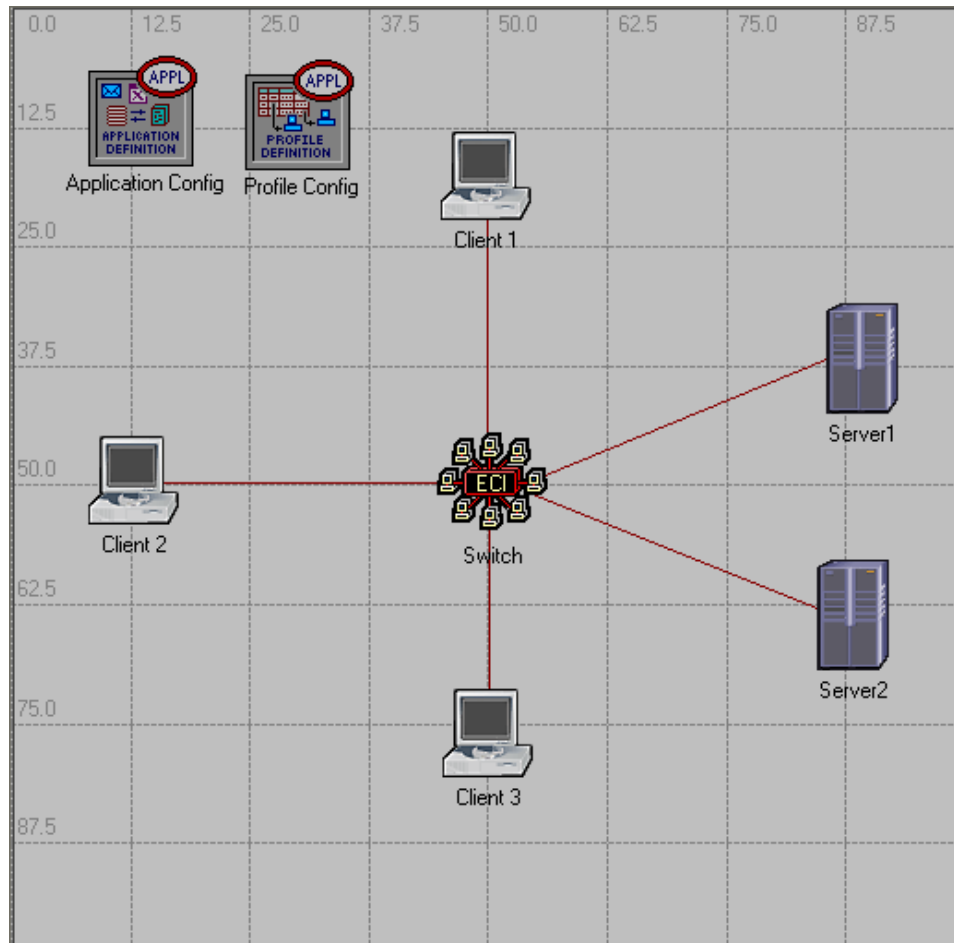 0.0 12.5 25.0 37.5 50.0 62.5 75.0 87.5
APPL
APPL
12.5
APPLICATION
DEFINITION
PROFILE
DEFINITION
Application Config
Profile Config
Client 1
25.0
37.5
Server1
50.0
ECI
Client 2
Switch
62.5
Server2
75.0
Client 3
87.5